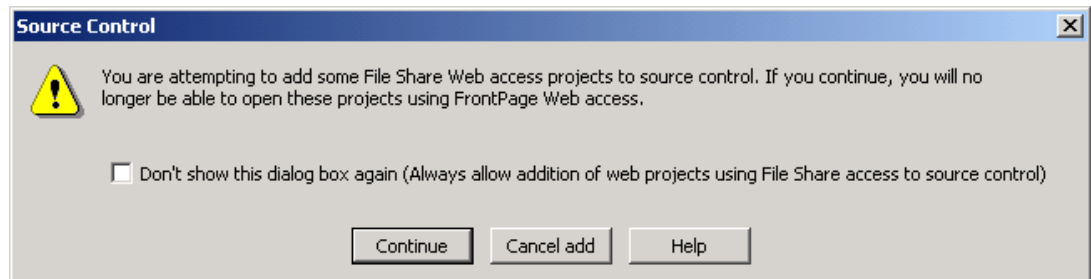 Source Control
You are attempting to add some File Share Web access projects to source control. If you continue, you will no
longer be able to open these projects using FrontPage Web access.
Don't show this dialog box again (Always allow addition of web projects using File Share access to source control)
Continue Cancel add Help